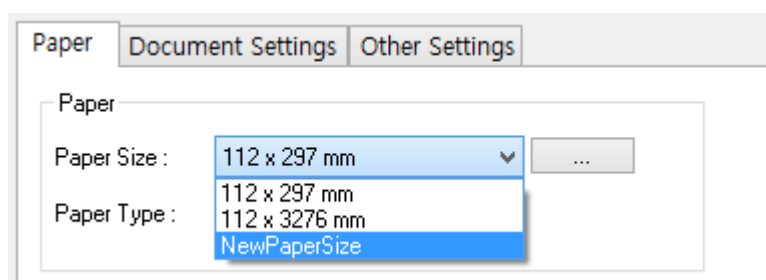 Paper Document Settings Other Settings
Paper
Paper Size : 112 x 297 mm ...
112 x 297 mm
Paper Type : 112 x 3276 mm
NewPaperSize